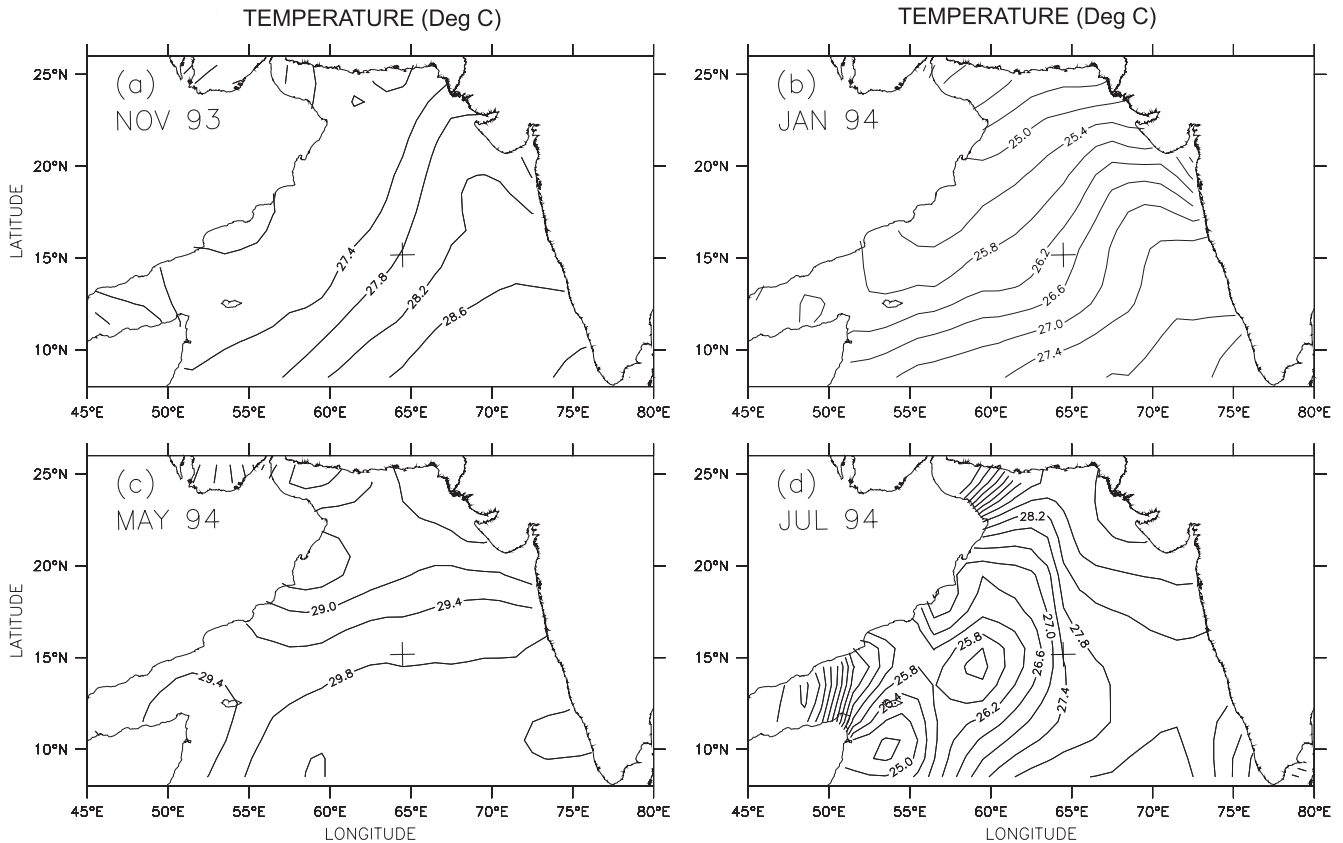 TEMPERATURE (Deg C)
TEMPERATURE (Deg C)
(a)
NOV 93
25°N
20°N
15°N
10°N
LATITUDE
27.4
27.8
28.2
28.6
45°E 50°E 55°E 60°E 65°E 70°E 75°E 80°E
(b)
JAN 94
25°N
20°N
15°N
10°N
25.0
25.4
25.8
26.2
26.6
27.0
27.4
45°E 50°E 55°E 60°E 65°E 70°E 75°E 80°E
(c)
MAY 94
25°N
20°N
15°N
10°N
LATITUDE
29.0
29.4
29.4
29.8
45°E 50°E 55°E 60°E 65°E 70°E 75°E 80°E
LONGITUDE
(d)
JUL 94
25°N
20°N
15°N
10°N
28.2
27.0
27.8
25.8
26.6
25.8
27.4
26.2
25.0
45°E 50°E 55°E 60°E 65°E 70°E 75°E 80°E
LONGITUDE